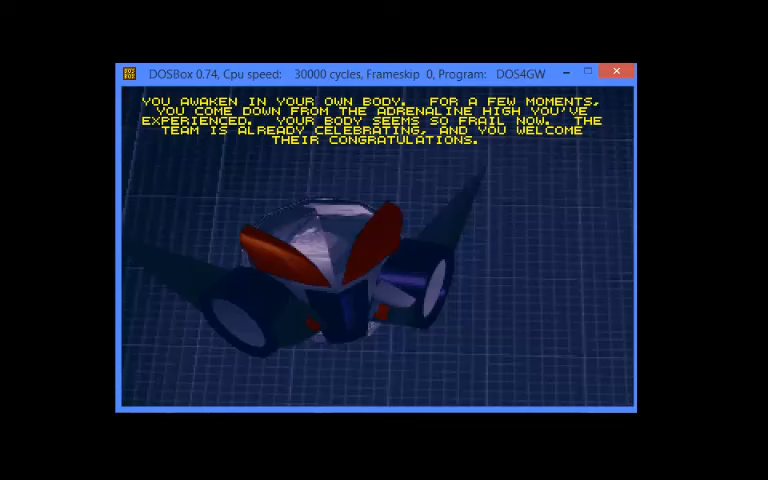 DOSBox 0.74, Cpu speed: 30000 cycles, Frameskip 0, Program: DOS4GW
YOU AWAKEN IN YOUR OWN BODY. FOR A FEW MOMENTS,
YOU COME DOWN FROM THE ADRENALINE HIGH YOU'VE
EXPERIENCED. YOUR BODY SEEMS SO FRAIL NOW. THE
TEAM IS ALREADY CELEBRATING, AND YOU WELCOME
THEIR CONGRATULATIONS.